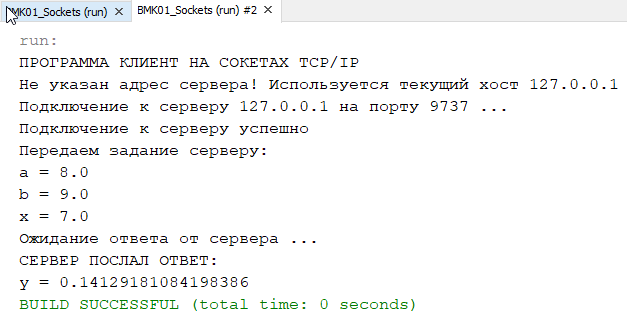 BMK01_Sockets (run) × BMK01_Sockets (run) #2 ×
run:
ПРОГРАММА КЛИЕНТ НА СОКЕТАХ TCP/IP
Не указан адрес сервера! Используется текущий хост 127.0.0.1
Подключение к серверу 127.0.0.1 на порту 9737 ...
Подключение к серверу успешно
Передаем задание серверу:
a = 8.0
b = 9.0
x = 7.0
Ожидание ответа от сервера ...
СЕРВЕР ПОСЛАЛ ОТВЕТ:
y = 0.14129181084198386
BUILD SUCCESSFUL (total time: 0 seconds)